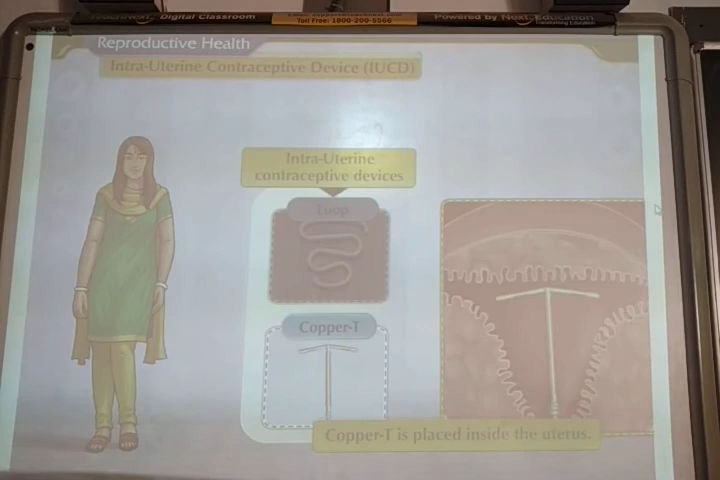 Digital Classroom
Toll Free: 1800-200-5566
Powered by Next Education
Reproductive Health
Intra-Uterine Contraceptive Device (IUCD)
Intra-Uterine
contraceptive devices
Loop
Copper-T
Copper-T is placed inside the uterus.